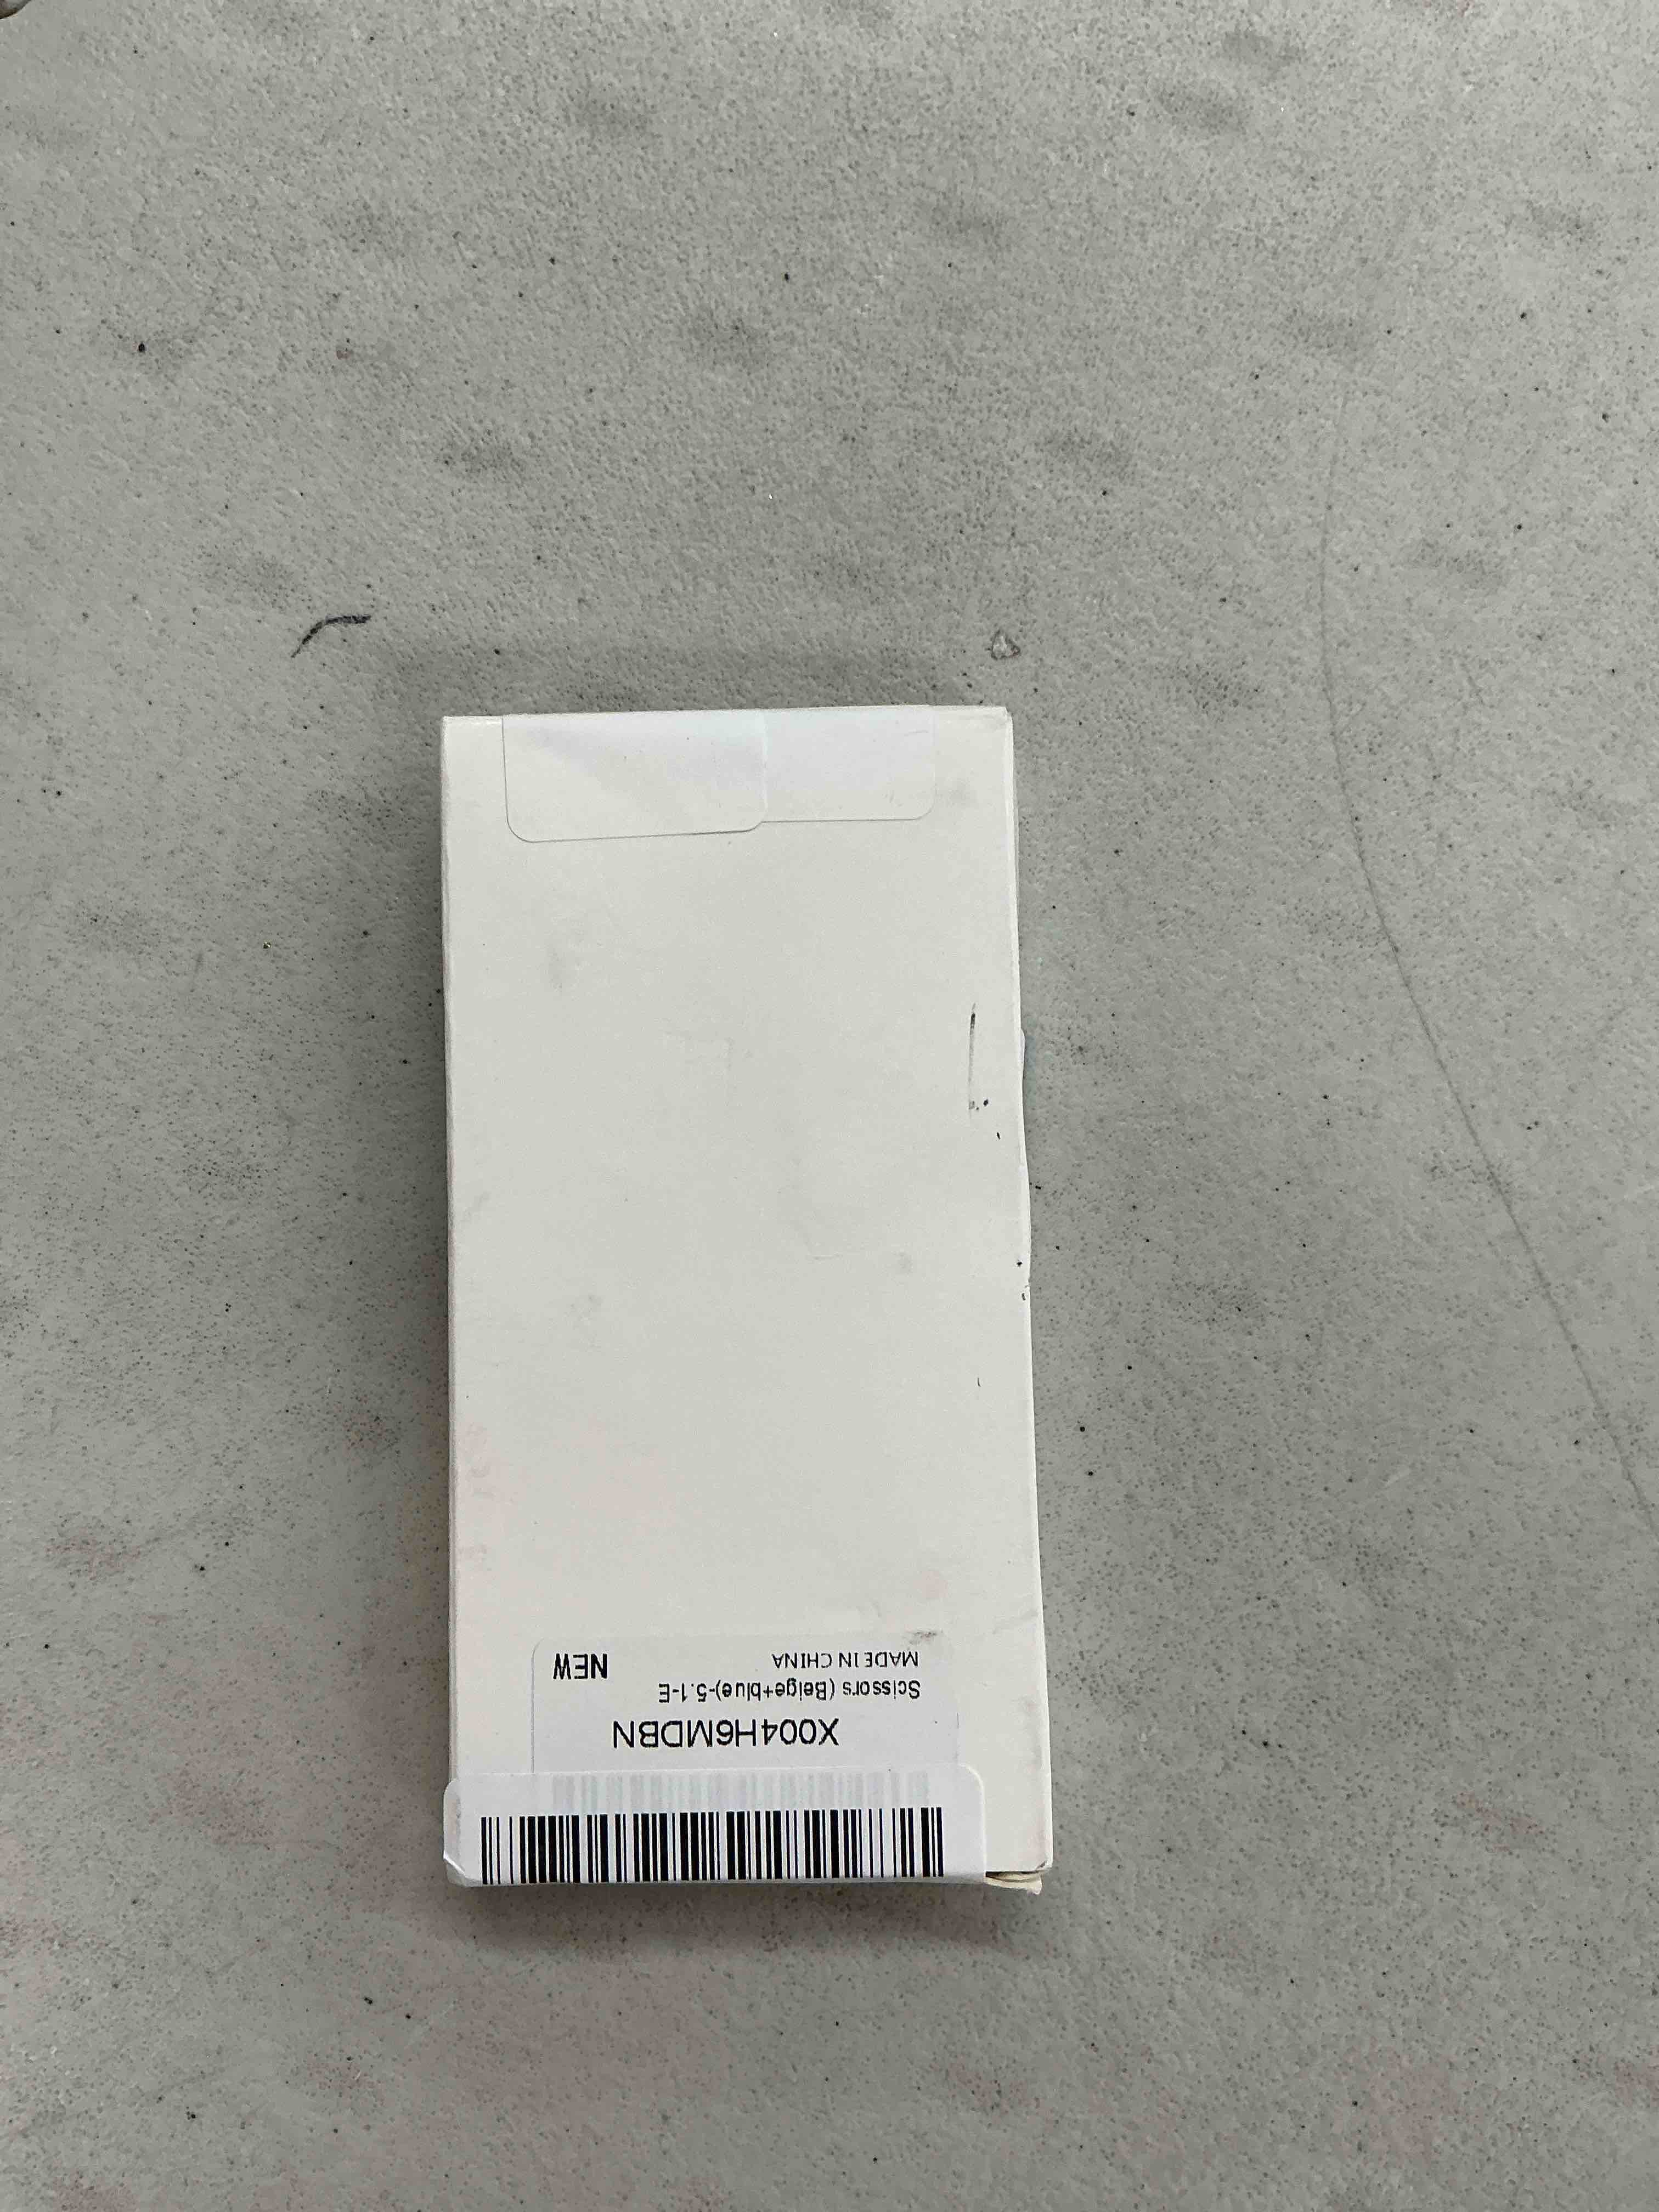 X004H6MDBN
Scissors (Beige+blue)-5.1-E
MADE IN CHINA
NEW